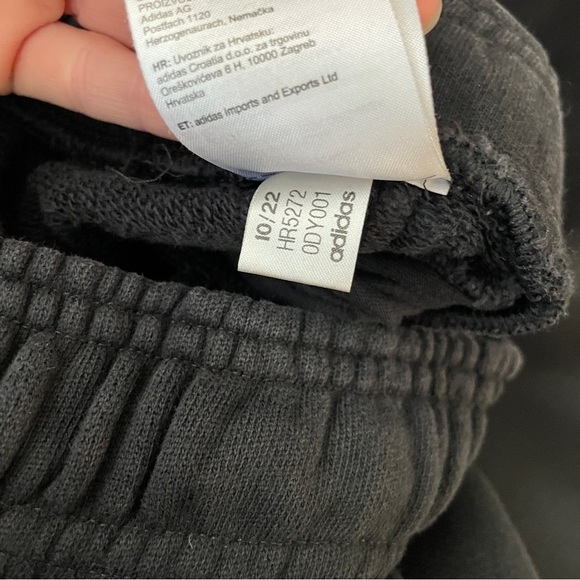 PROIZVO
Adidas AG
Postfach 1120
Herzogenaurach, Nemačka
HR: Uvoznik za Hrvatsku:
adidas Croatia d.o.o. za trgovinu
Oreškovićeva 6 H, 10000 Zagreb
Hrvatska
ET: adidas Imports and Exports Ltd
10/22
HR5272
0DY001
adidas